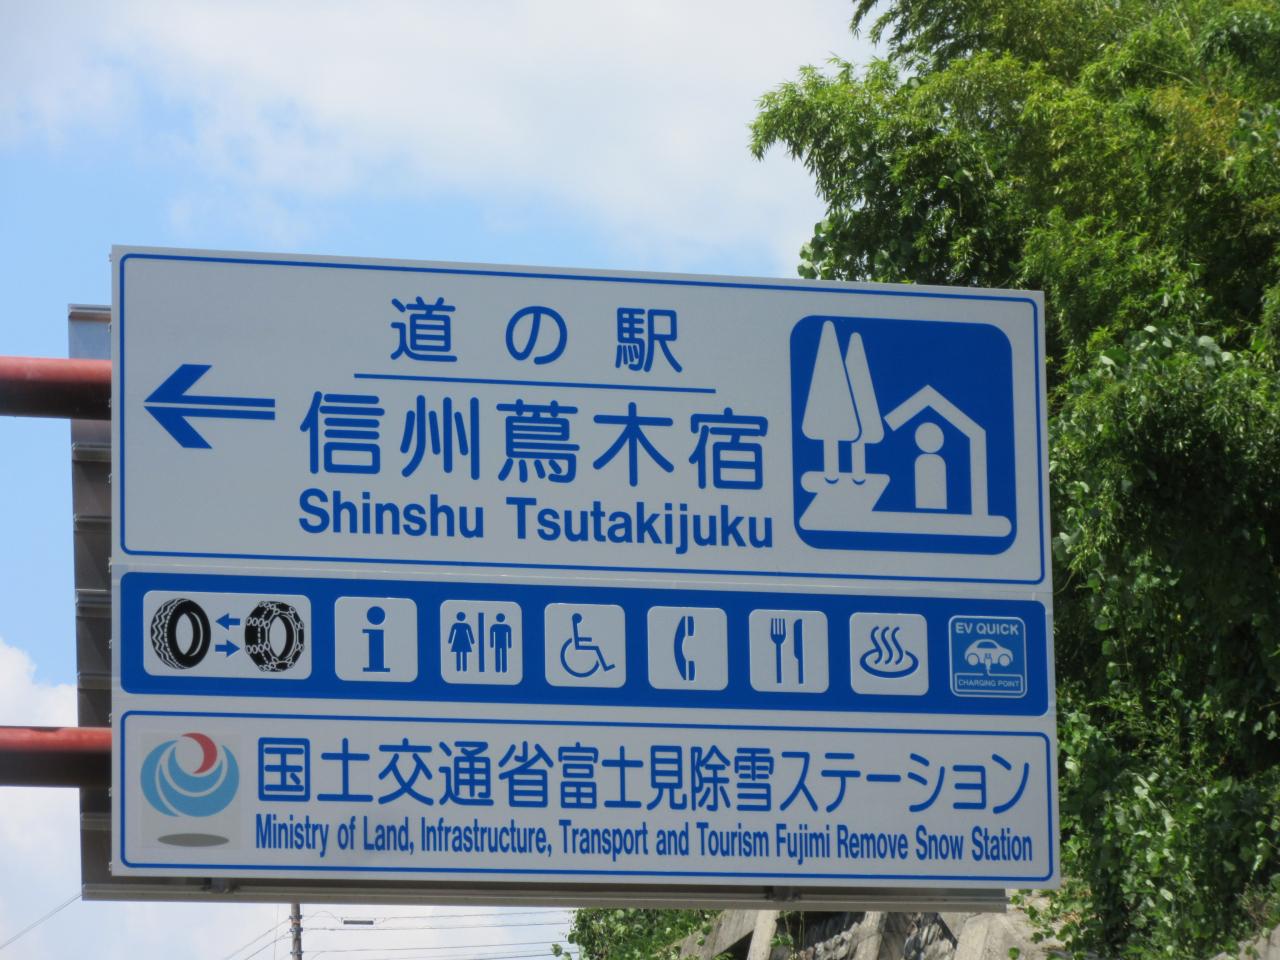 道の駅
信州蔦木宿
Shinshu Tsutakijuku
EV QUICK
CHARGING POINT
国土交通省富士見除雪ステーション
Ministry of Land, Infrastructure, Transport and Tourism Fujimi Remove Snow Station